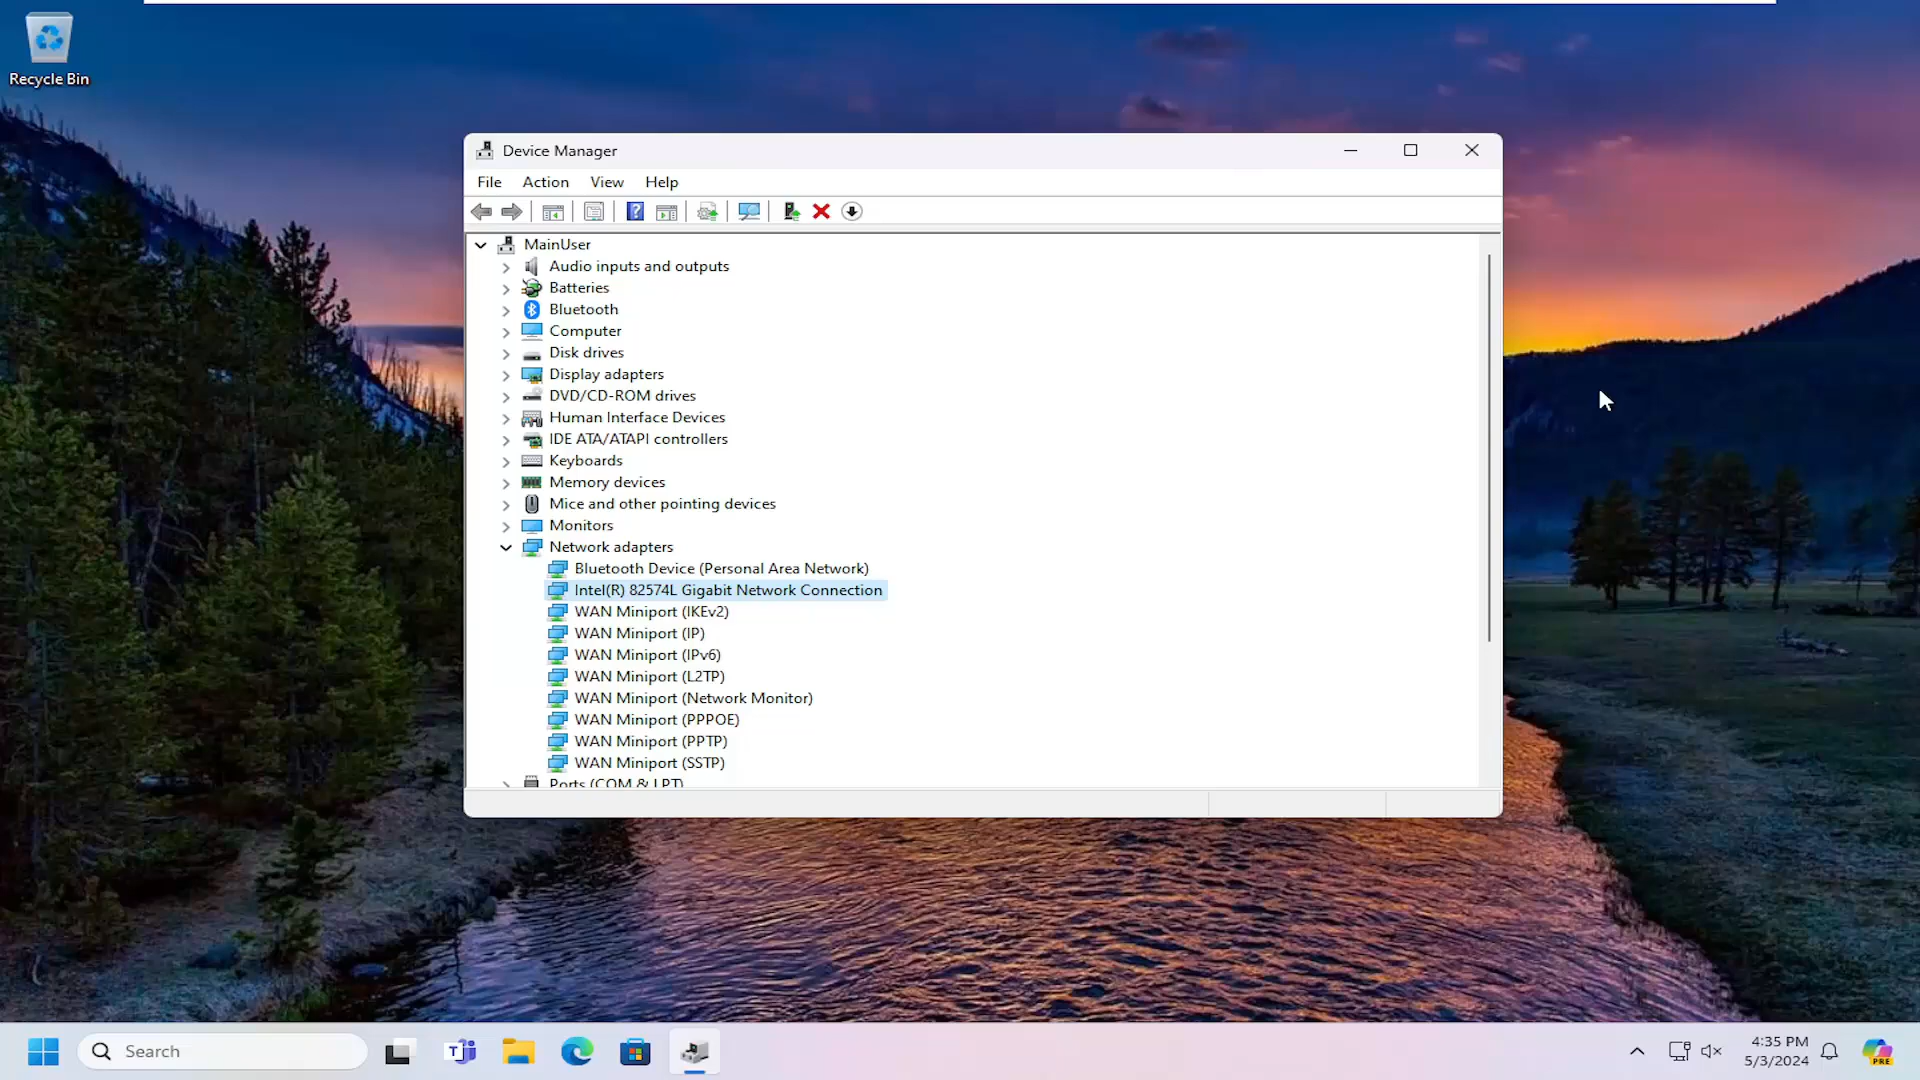 Recycle Bin
Device Manager
File Action View Help
MainUser
Audio inputs and outputs
Batteries
Bluetooth
Computer
Disk drives
Display adapters
DVD/CD-ROM drives
Human Interface Devices
IDE ATA/ATAPI controllers
Keyboards
Memory devices
Mice and other pointing devices
Monitors
Network adapters
Bluetooth Device (Personal Area Network)
Intel(R) 82574L Gigabit Network Connection
WAN Miniport (IKEv2)
WAN Miniport (IP)
WAN Miniport (IPv6)
WAN Miniport (L2TP)
WAN Miniport (Network Monitor)
WAN Miniport (PPPOE)
WAN Miniport (PPTP)
WAN Miniport (SSTP)
Ports (COM & LPT)
Search
4:35 PM
5/3/2024
PRE